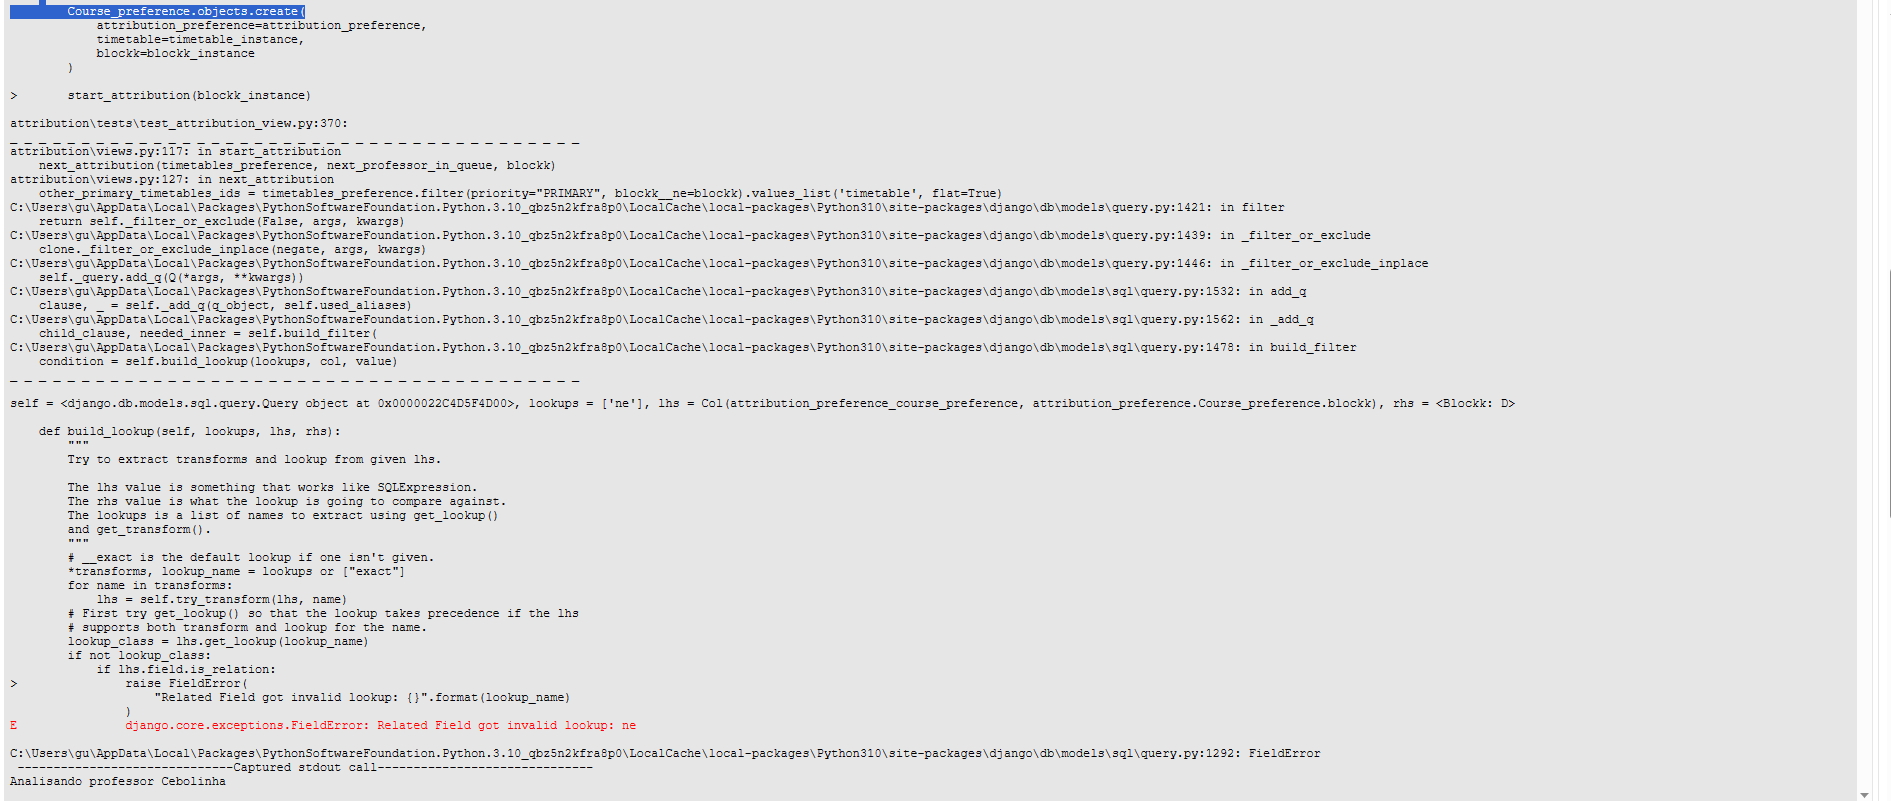 Course_preference.objects.create(
attribution_preference=attribution_preference,
timetable=timetable_instance,
blockk=blockk_instance
)
> start_attribution(blockk_instance)
attribution\tests\test_attribution_view.py:370:
_ _ _ _ _ _ _ _ _ _ _ _ _ _ _ _ _ _ _ _ _ _ _ _ _ _ _ _ _ _ _ _ _ _ _ _ _ _ _ _
attribution\views.py:117: in start_attribution
next_attribution(timetables_preference, next_professor_in_queue, blockk)
attribution\views.py:127: in next_attribution
other_primary_timetables_ids = timetables_preference.filter(priority="PRIMARY", blockk__ne=blockk).values_list('timetable', flat=True)
C:\Users\gu\AppData\Local\Packages\PythonSoftwareFoundation.Python.3.10_qbz5n2kfra8p0\LocalCache\local-packages\Python310\site-packages\django\db\models\query.py:1421: in filter
return self._filter_or_exclude(False, args, kwargs)
C:\Users\gu\AppData\Local\Packages\PythonSoftwareFoundation.Python.3.10_qbz5n2kfra8p0\LocalCache\local-packages\Python310\site-packages\django\db\models\query.py:1439: in _filter_or_exclude
clone._filter_or_exclude_inplace(negate, args, kwargs)
C:\Users\gu\AppData\Local\Packages\PythonSoftwareFoundation.Python.3.10_qbz5n2kfra8p0\LocalCache\local-packages\Python310\site-packages\django\db\models\query.py:1446: in _filter_or_exclude_inplace
self._query.add_q(Q(*args, **kwargs))
C:\Users\gu\AppData\Local\Packages\PythonSoftwareFoundation.Python.3.10_qbz5n2kfra8p0\LocalCache\local-packages\Python310\site-packages\django\db\models\sql\query.py:1532: in add_q
clause, _ = self._add_q(q_object, self.used_aliases)
C:\Users\gu\AppData\Local\Packages\PythonSoftwareFoundation.Python.3.10_qbz5n2kfra8p0\LocalCache\local-packages\Python310\site-packages\django\db\models\sql\query.py:1562: in _add_q
child_clause, needed_inner = self.build_filter(
C:\Users\gu\AppData\Local\Packages\PythonSoftwareFoundation.Python.3.10_qbz5n2kfra8p0\LocalCache\local-packages\Python310\site-packages\django\db\models\sql\query.py:1478: in build_filter
condition = self.build_lookup(lookups, col, value)
_ _ _ _ _ _ _ _ _ _ _ _ _ _ _ _ _ _ _ _ _ _ _ _ _ _ _ _ _ _ _ _ _ _ _ _ _ _ _ _
self = <django.db.models.sql.query.Query object at 0x0000022C4D5F4D00>, lookups = ['ne'], lhs = Col(attribution_preference_course_preference, attribution_preference.Course_preference.blockk), rhs = <Blockk: D>
def build_lookup(self, lookups, lhs, rhs):
"""
Try to extract transforms and lookup from given lhs.
The lhs value is something that works like SQLExpression.
The rhs value is what the lookup is going to compare against.
The lookups is a list of names to extract using get_lookup()
and get_transform().
"""
# __exact is the default lookup if one isn't given.
*transforms, lookup_name = lookups or ["exact"]
for name in transforms:
lhs = self.try_transform(lhs, name)
# First try get_lookup() so that the lookup takes precedence if the lhs
# supports both transform and lookup for the name.
lookup_class = lhs.get_lookup(lookup_name)
if not lookup_class:
if lhs.field.is_relation:
> raise FieldError(
"Related Field got invalid lookup: {}".format(lookup_name)
)
E django.core.exceptions.FieldError: Related Field got invalid lookup: ne
C:\Users\gu\AppData\Local\Packages\PythonSoftwareFoundation.Python.3.10_qbz5n2kfra8p0\LocalCache\local-packages\Python310\site-packages\django\db\models\sql\query.py:1292: FieldError
------------------------------Captured stdout call------------------------------
Analisando professor Cebolinha